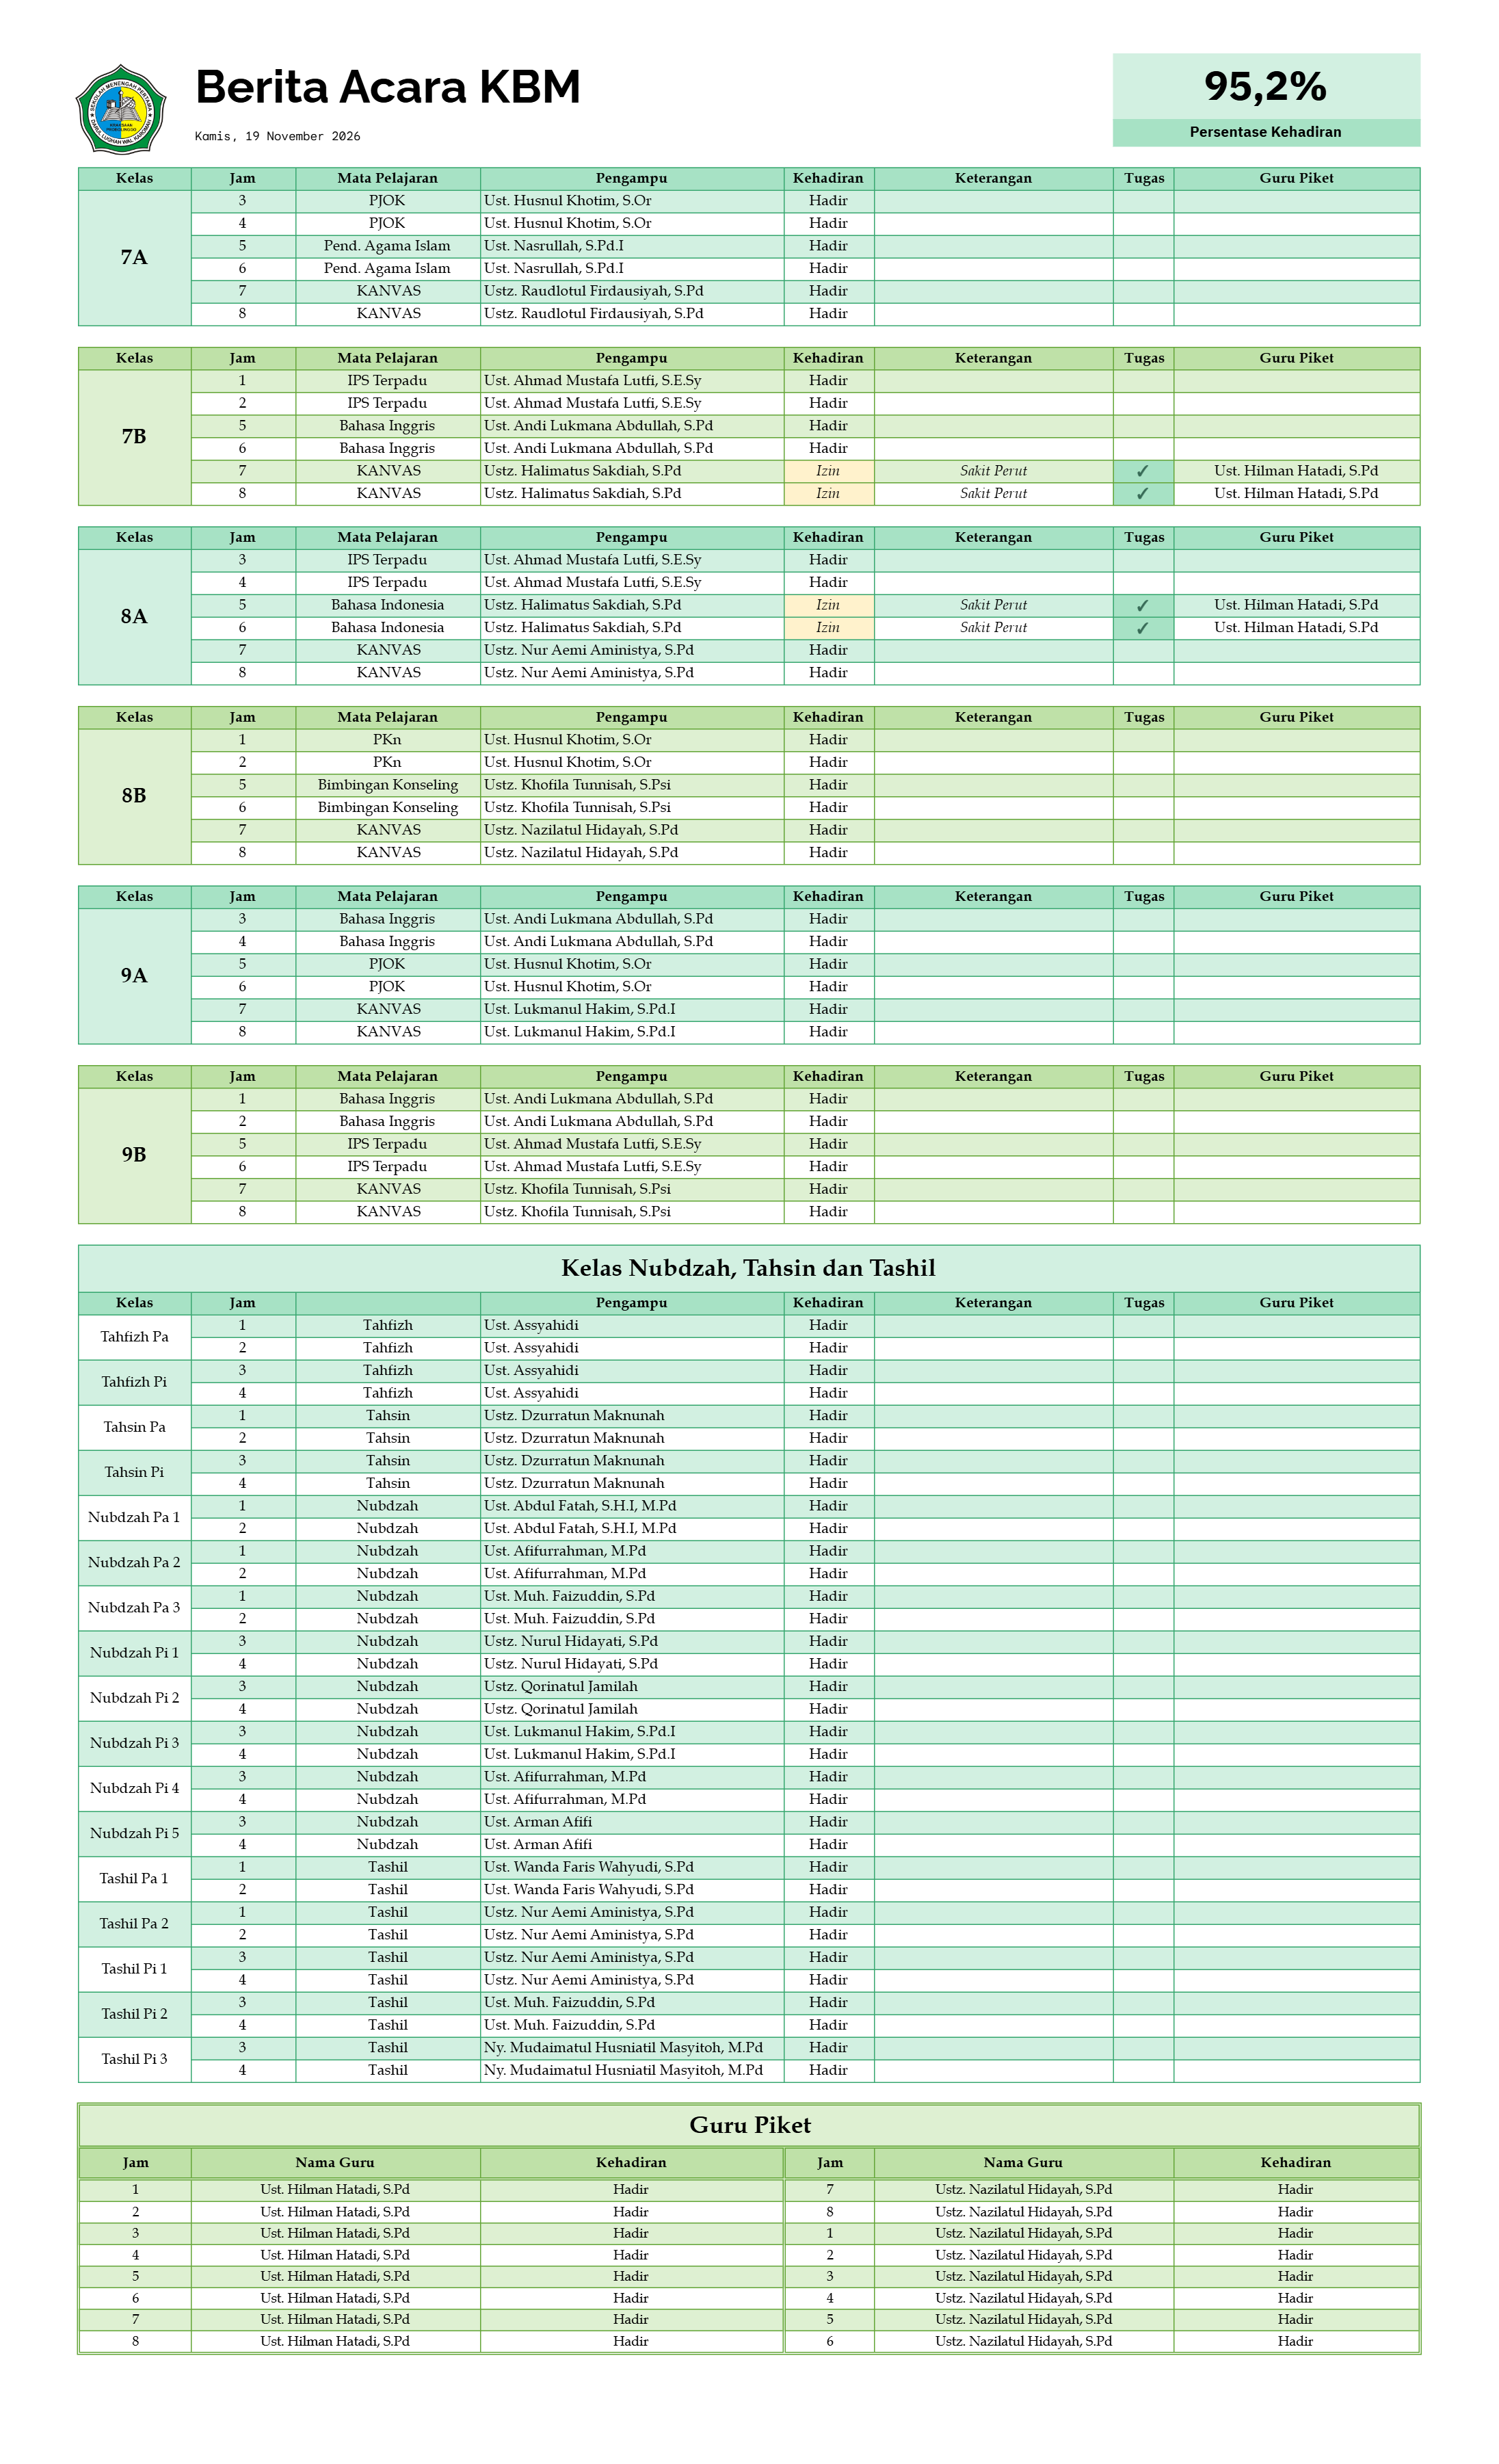 SEKOLAH MENENGAH PERTAMA
DARUL LUGHAH WAL KAROMAH
Berita Acara KBM
Kamis, 19 November 2026
95,2%
Persentase Kehadiran
Kelas Jam Mata Pelajaran Pengampu Kehadiran Keterangan Tugas Guru Piket
7A
3 PJOK Ust. Husnul Khotim, S.Or Hadir
4 PJOK Ust. Husnul Khotim, S.Or Hadir
5 Pend. Agama Islam Ust. Nasrullah, S.Pd.I Hadir
6 Pend. Agama Islam Ust. Nasrullah, S.Pd.I Hadir
7 KANVAS Ustz. Raudlotul Firdausiyah, S.Pd Hadir
8 KANVAS Ustz. Raudlotul Firdausiyah, S.Pd Hadir
Kelas Jam Mata Pelajaran Pengampu Kehadiran Keterangan Tugas Guru Piket
7B
1 IPS Terpadu Ust. Ahmad Mustafa Lutfi, S.E.Sy Hadir
2 IPS Terpadu Ust. Ahmad Mustafa Lutfi, S.E.Sy Hadir
5 Bahasa Inggris Ust. Andi Lukmana Abdullah, S.Pd Hadir
6 Bahasa Inggris Ust. Andi Lukmana Abdullah, S.Pd Hadir
7 KANVAS Ustz. Halimatus Sakdiah, S.Pd Izin Sakit Perut ✓ Ust. Hilman Hatadi, S.Pd
8 KANVAS Ustz. Halimatus Sakdiah, S.Pd Izin Sakit Perut ✓ Ust. Hilman Hatadi, S.Pd
Kelas Jam Mata Pelajaran Pengampu Kehadiran Keterangan Tugas Guru Piket
8A
3 IPS Terpadu Ust. Ahmad Mustafa Lutfi, S.E.Sy Hadir
4 IPS Terpadu Ust. Ahmad Mustafa Lutfi, S.E.Sy Hadir
5 Bahasa Indonesia Ustz. Halimatus Sakdiah, S.Pd Izin Sakit Perut ✓ Ust. Hilman Hatadi, S.Pd
6 Bahasa Indonesia Ustz. Halimatus Sakdiah, S.Pd Izin Sakit Perut ✓ Ust. Hilman Hatadi, S.Pd
7 KANVAS Ustz. Nur Aemi Aministya, S.Pd Hadir
8 KANVAS Ustz. Nur Aemi Aministya, S.Pd Hadir
Kelas Jam Mata Pelajaran Pengampu Kehadiran Keterangan Tugas Guru Piket
8B
1 PKn Ust. Husnul Khotim, S.Or Hadir
2 PKn Ust. Husnul Khotim, S.Or Hadir
5 Bimbingan Konseling Ustz. Khofila Tunnisah, S.Psi Hadir
6 Bimbingan Konseling Ustz. Khofila Tunnisah, S.Psi Hadir
7 KANVAS Ustz. Nazilatul Hidayah, S.Pd Hadir
8 KANVAS Ustz. Nazilatul Hidayah, S.Pd Hadir
Kelas Jam Mata Pelajaran Pengampu Kehadiran Keterangan Tugas Guru Piket
9A
3 Bahasa Inggris Ust. Andi Lukmana Abdullah, S.Pd Hadir
4 Bahasa Inggris Ust. Andi Lukmana Abdullah, S.Pd Hadir
5 PJOK Ust. Husnul Khotim, S.Or Hadir
6 PJOK Ust. Husnul Khotim, S.Or Hadir
7 KANVAS Ust. Lukmanul Hakim, S.Pd.I Hadir
8 KANVAS Ust. Lukmanul Hakim, S.Pd.I Hadir
Kelas Jam Mata Pelajaran Pengampu Kehadiran Keterangan Tugas Guru Piket
9B
1 Bahasa Inggris Ust. Andi Lukmana Abdullah, S.Pd Hadir
2 Bahasa Inggris Ust. Andi Lukmana Abdullah, S.Pd Hadir
5 IPS Terpadu Ust. Ahmad Mustafa Lutfi, S.E.Sy Hadir
6 IPS Terpadu Ust. Ahmad Mustafa Lutfi, S.E.Sy Hadir
7 KANVAS Ustz. Khofila Tunnisah, S.Psi Hadir
8 KANVAS Ustz. Khofila Tunnisah, S.Psi Hadir
Kelas Nubdzah, Tahsin dan Tashil
Kelas Jam Pengampu Kehadiran Keterangan Tugas Guru Piket
Tahfizh Pa
1 Tahfizh Ust. Assyahidi Hadir
2 Tahfizh Ust. Assyahidi Hadir
Tahfizh Pi
3 Tahfizh Ust. Assyahidi Hadir
4 Tahfizh Ust. Assyahidi Hadir
Tahsin Pa
1 Tahsin Ustz. Dzurratun Maknunah Hadir
2 Tahsin Ustz. Dzurratun Maknunah Hadir
Tahsin Pi
3 Tahsin Ustz. Dzurratun Maknunah Hadir
4 Tahsin Ustz. Dzurratun Maknunah Hadir
Nubdzah Pa 1
1 Nubdzah Ust. Abdul Fatah, S.H.I, M.Pd Hadir
2 Nubdzah Ust. Abdul Fatah, S.H.I, M.Pd Hadir
Nubdzah Pa 2
1 Nubdzah Ust. Afifurrahman, M.Pd Hadir
2 Nubdzah Ust. Afifurrahman, M.Pd Hadir
Nubdzah Pa 3
1 Nubdzah Ust. Muh. Faizuddin, S.Pd Hadir
2 Nubdzah Ust. Muh. Faizuddin, S.Pd Hadir
Nubdzah Pi 1
3 Nubdzah Ustz. Nurul Hidayati, S.Pd Hadir
4 Nubdzah Ustz. Nurul Hidayati, S.Pd Hadir
Nubdzah Pi 2
3 Nubdzah Ustz. Qorinatul Jamilah Hadir
4 Nubdzah Ustz. Qorinatul Jamilah Hadir
Nubdzah Pi 3
3 Nubdzah Ust. Lukmanul Hakim, S.Pd.I Hadir
4 Nubdzah Ust. Lukmanul Hakim, S.Pd.I Hadir
Nubdzah Pi 4
3 Nubdzah Ust. Afifurrahman, M.Pd Hadir
4 Nubdzah Ust. Afifurrahman, M.Pd Hadir
Nubdzah Pi 5
3 Nubdzah Ust. Arman Afifi Hadir
4 Nubdzah Ust. Arman Afifi Hadir
Tashil Pa 1
1 Tashil Ust. Wanda Faris Wahyudi, S.Pd Hadir
2 Tashil Ust. Wanda Faris Wahyudi, S.Pd Hadir
Tashil Pa 2
1 Tashil Ustz. Nur Aemi Aministya, S.Pd Hadir
2 Tashil Ustz. Nur Aemi Aministya, S.Pd Hadir
Tashil Pi 1
3 Tashil Ustz. Nur Aemi Aministya, S.Pd Hadir
4 Tashil Ustz. Nur Aemi Aministya, S.Pd Hadir
Tashil Pi 2
3 Tashil Ust. Muh. Faizuddin, S.Pd Hadir
4 Tashil Ust. Muh. Faizuddin, S.Pd Hadir
Tashil Pi 3
3 Tashil Ny. Mudaimatul Husniatil Masyitoh, M.Pd Hadir
4 Tashil Ny. Mudaimatul Husniatil Masyitoh, M.Pd Hadir
Guru Piket
Jam Nama Guru Kehadiran Jam Nama Guru Kehadiran
1 Ust. Hilman Hatadi, S.Pd Hadir 7 Ustz. Nazilatul Hidayah, S.Pd Hadir
2 Ust. Hilman Hatadi, S.Pd Hadir 8 Ustz. Nazilatul Hidayah, S.Pd Hadir
3 Ust. Hilman Hatadi, S.Pd Hadir 1 Ustz. Nazilatul Hidayah, S.Pd Hadir
4 Ust. Hilman Hatadi, S.Pd Hadir 2 Ustz. Nazilatul Hidayah, S.Pd Hadir
5 Ust. Hilman Hatadi, S.Pd Hadir 3 Ustz. Nazilatul Hidayah, S.Pd Hadir
6 Ust. Hilman Hatadi, S.Pd Hadir 4 Ustz. Nazilatul Hidayah, S.Pd Hadir
7 Ust. Hilman Hatadi, S.Pd Hadir 5 Ustz. Nazilatul Hidayah, S.Pd Hadir
8 Ust. Hilman Hatadi, S.Pd Hadir 6 Ustz. Nazilatul Hidayah, S.Pd Hadir